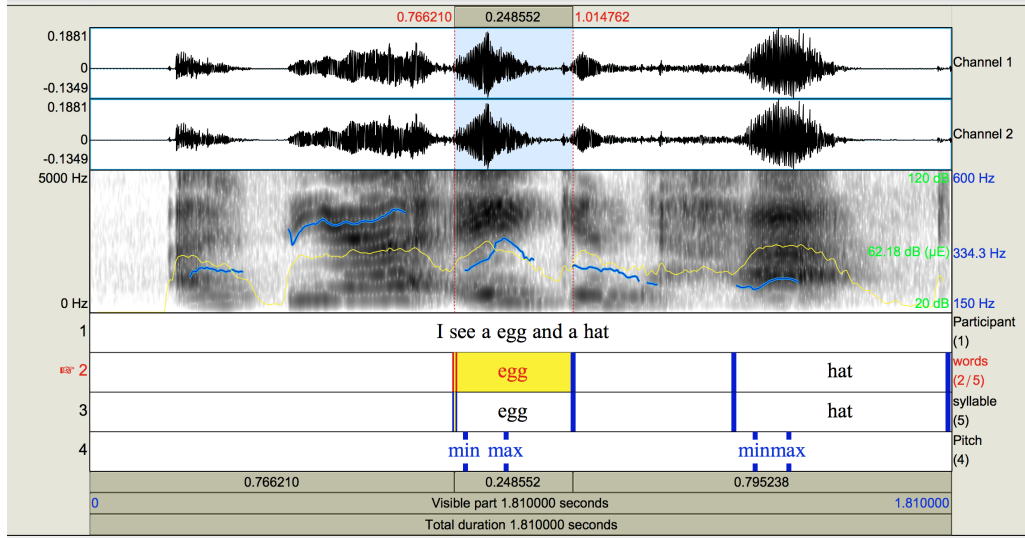 0.766210 0.248552 1.014762
0.1881
0
-0.1349
Channel 1
0.1881
0
-0.1349
Channel 2
5000 Hz 120 dB 600 Hz
62.18 dB (µE) 334.3 Hz
0 Hz 20 dB 150 Hz
1 I see a egg and a hat Participant (1)
2 egg hat words (2/5)
3 egg hat syllable (5)
4 min max min max Pitch (4)
0.766210 0.248552 0.795238
0 Visible part 1.810000 seconds 1.810000
Total duration 1.810000 seconds